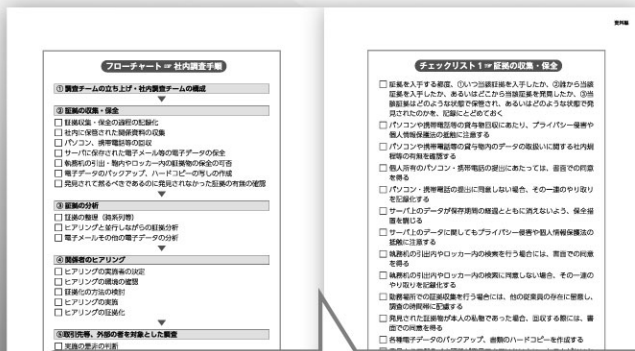 資料編
フローチャート ☞ 社内調査手順
① 調査チームの立ち上げ・社内調査チームの構成
② 証拠の収集・保全
□ 証拠収集・保全の過程の記録化
□ 社内に保管された関係資料の収集
□ パソコン、携帯電話等の回収
□ サーバに保存された電子メール等の電子データの保全
□ 執務机の引出・鞄内やロッカー内の証拠物の保全の可否
□ 電子データのバックアップ、ハードコピーの写しの作成
□ 発見されて然るべきであるのに発見されなかった証拠の有無の確認
③ 証拠の分析
□ 証拠の整理（時系列等）
□ ヒアリングと並行しながらの証拠分析
□ 電子メールその他の電子データの分析
④ 関係者のヒアリング
□ ヒアリングの実施者の決定
□ ヒアリングの環境の確認
□ 証拠化の方法の検討
□ ヒアリングの実施
□ ヒアリングの証拠化
⑤取引先等、外部の者を対象とした調査
□ 実施の是非の判断
チェックリスト1 ☞ 証拠の収集・保全
□ 証拠を入手する都度、①いつ当該証拠を入手したか、②誰から当該
証拠を入手したか、あるいはどこから当該証拠を発見したか、③当
該証拠はどのような状態で保管され、あるいはどのような状態で発
見されたのかを、記録にとどめておく
□ パソコンや携帯電話等の貸与物回収にあたり、プライバシー侵害や
個人情報保護法の抵触に注意する
□ パソコンや携帯電話等の貸与物内のデータの取扱いに関する社内規
程等の有無を確認する
□ 個人所有のパソコン・携帯電話の提出にあたっては、書面での同意
を得る
□ パソコン・携帯電話の提出に同意しない場合、その一連のやり取り
を記録化する
□ サーバ上のデータが保存期間の経過とともに消えないよう、保全措
置を講じる
□ サーバ上のデータに関してもプライバシー侵害や個人情報保護法の
抵触に注意する
□ 執務机の引出内やロッカー内の検索を行う場合には、書面での同意
を得る
□ 執務机の引出内やロッカー内の検索に同意しない場合、その一連の
やり取りを記録化する
□ 勤務場所での証拠収集を行う場合には、他の従業員の存在に留意し、
調査の時間帯に配慮する
□ 発見された証拠物が本人の私物であった場合、回収する際には、書
面での同意を得る
□ 各種電子データのバックアップ、書類のハードコピーを作成する